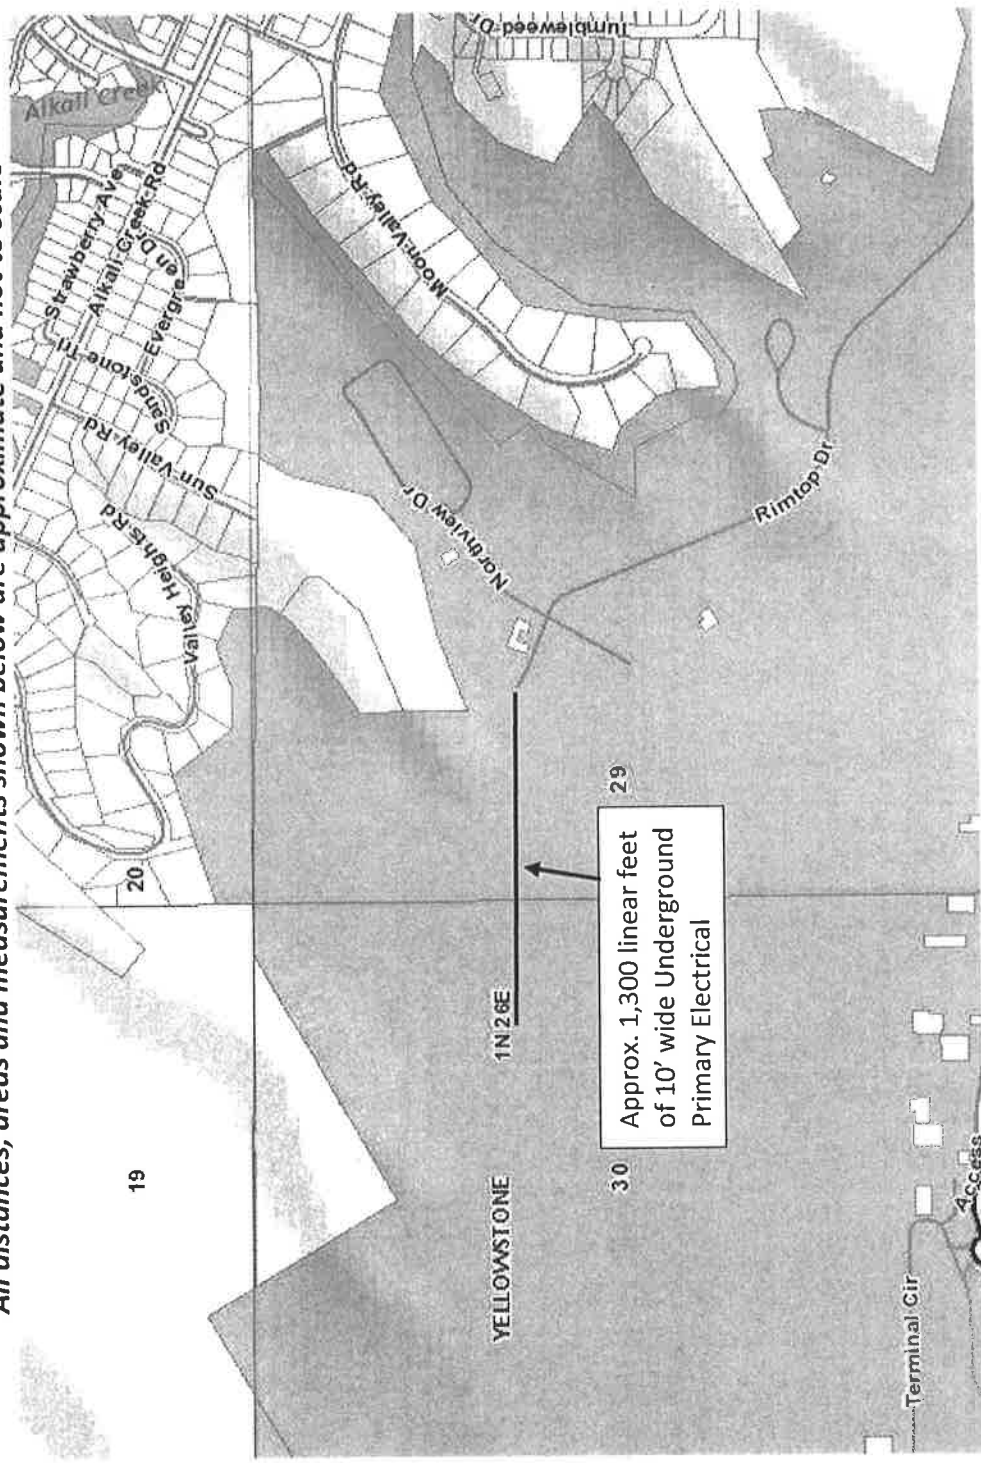 All distances, areas and measurements shown below are approximate and not to scale
19
20
Alkali Creek
Strawberry Ave
Alkali Creek Rd
Evergreen Dr
Sandstone Trl
Sun Valley Rd
Valley Heights Rd
Moon Valley Rd
Northview Dr
Tumbleweed Dr
YELLOWSTONE
1N26E
30
29
Approx. 1,300 linear feet
of 10' wide Underground
Primary Electrical
Rimtop Dr
Terminal Cir
Access